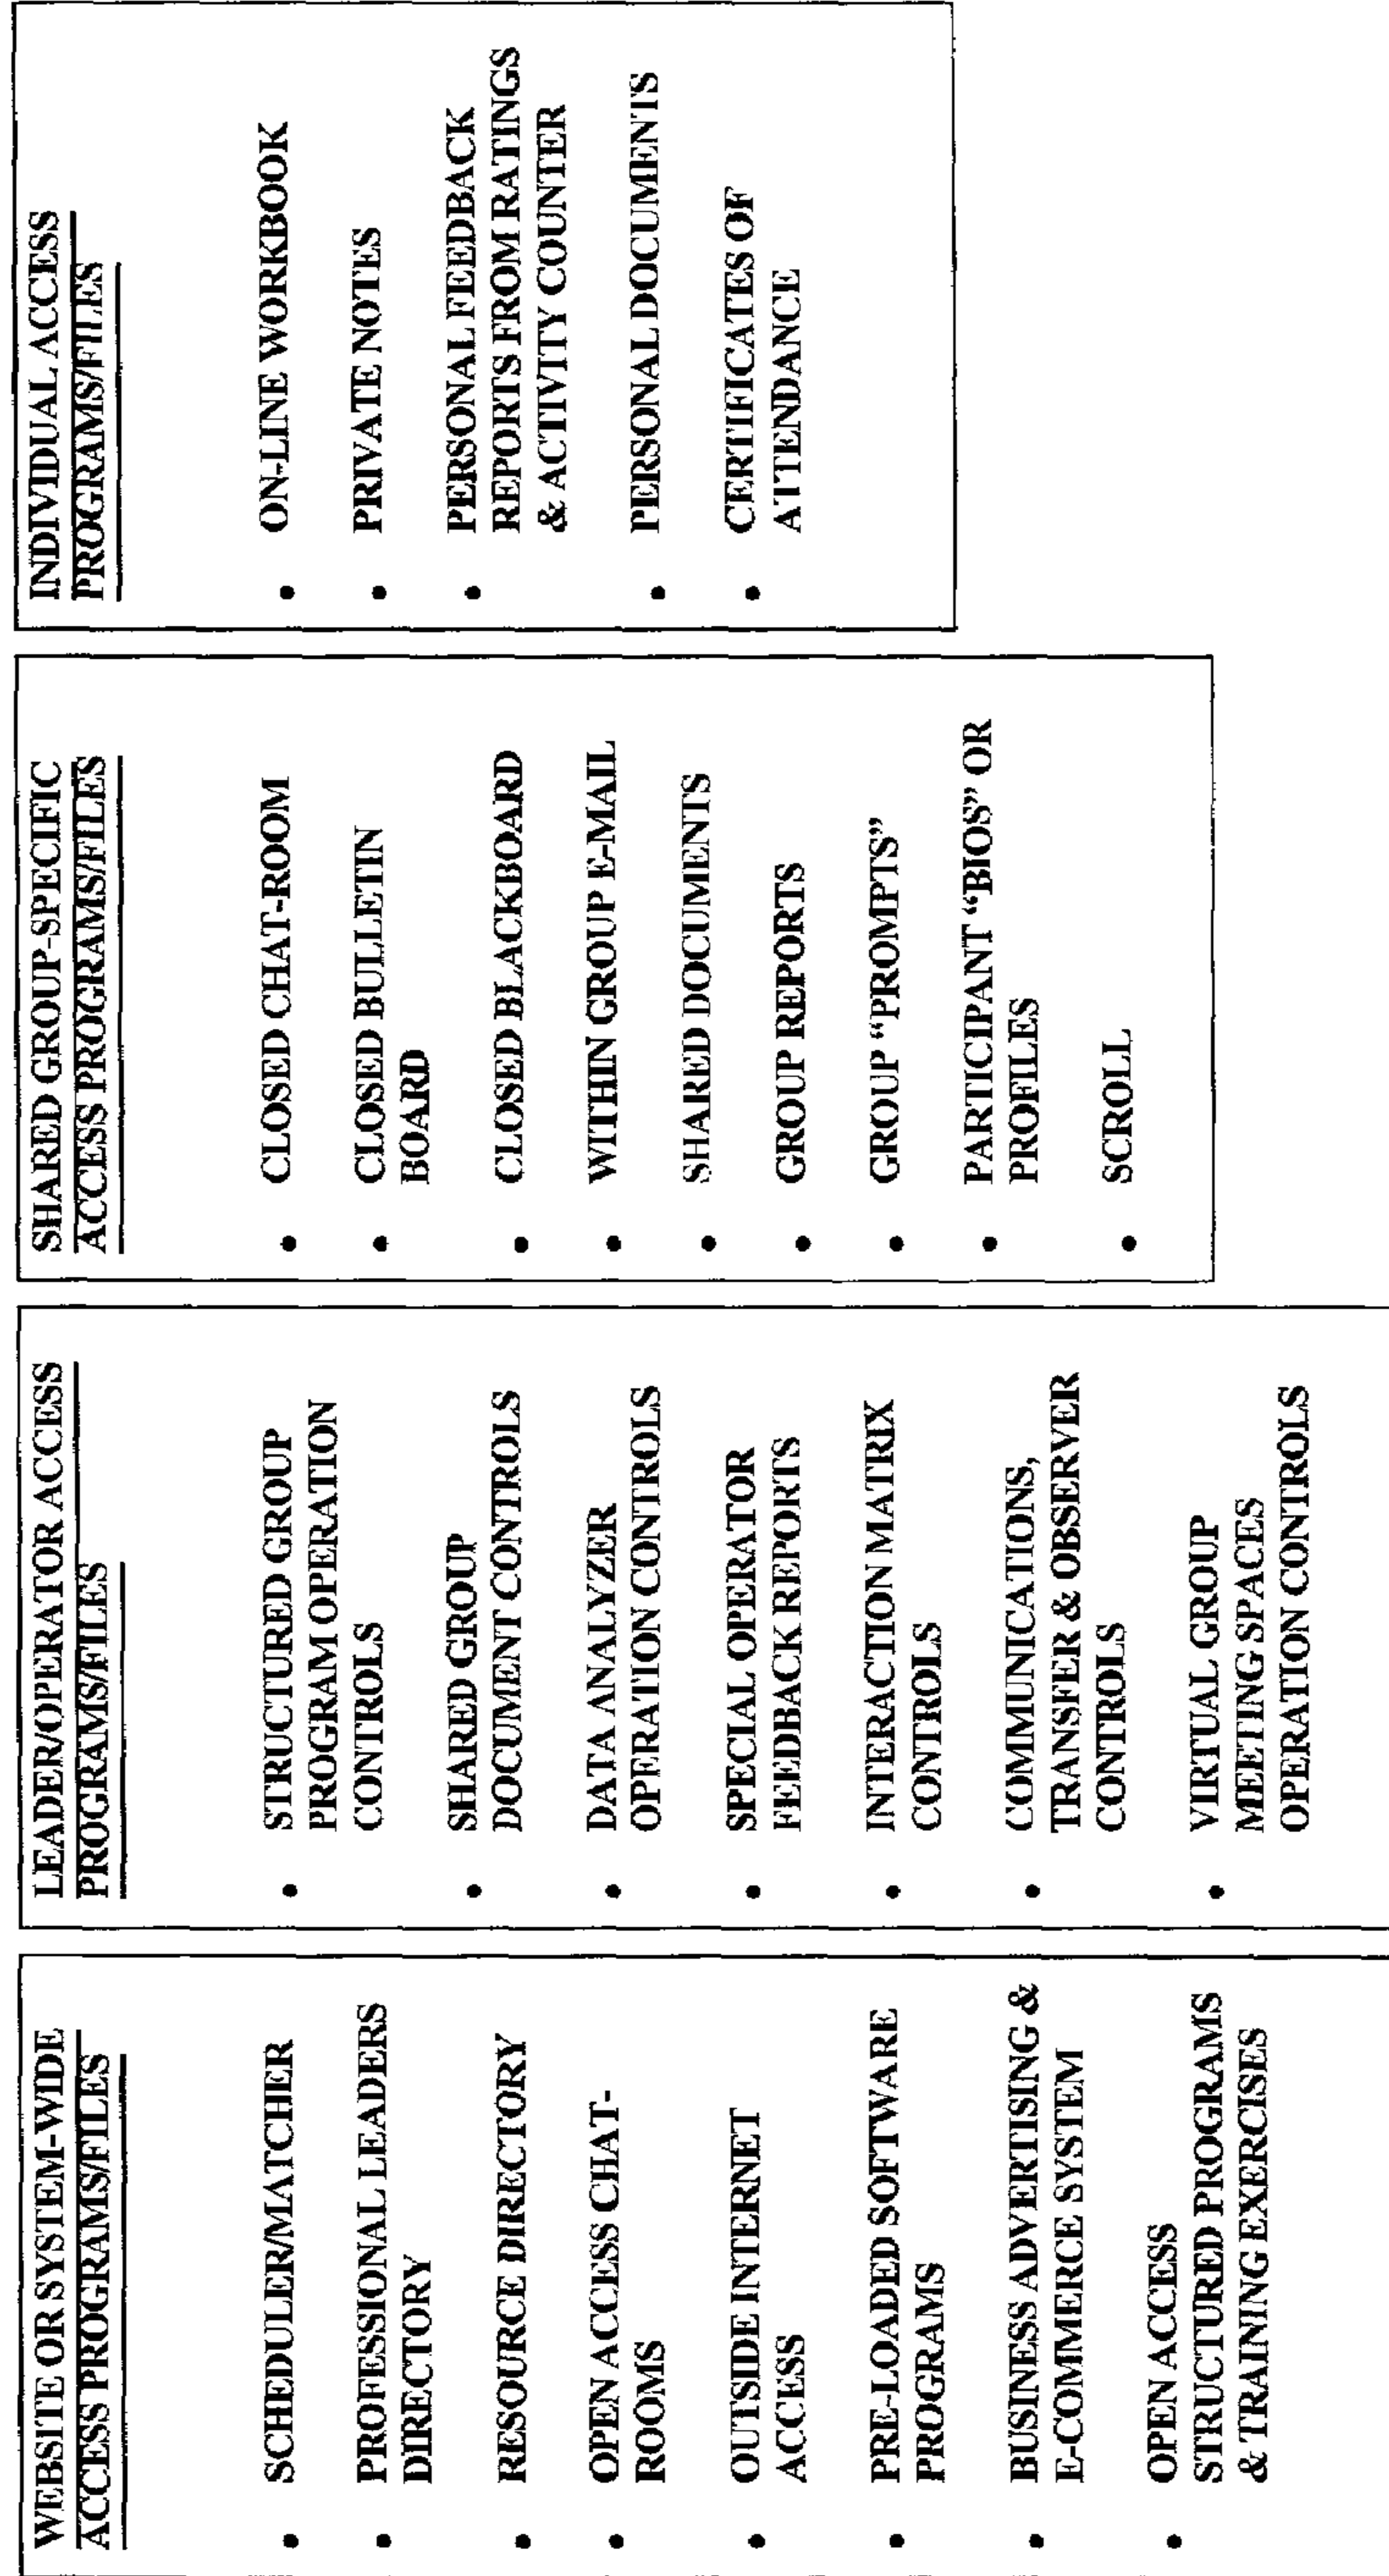 WEBSITE OR SYSTEM-WIDE
ACCESS PROGRAMS/FILES
• SCHEDULER/MATCHER
• PROFESSIONAL LEADERS
DIRECTORY
• RESOURCE DIRECTORY
• OPEN ACCESS CHAT-
ROOMS
• OUTSIDE INTERNET
ACCESS
• PRE-LOADED SOFTWARE
PROGRAMS
• BUSINESS ADVERTISING &
E-COMMERCE SYSTEM
• OPEN ACCESS
STRUCTURED PROGRAMS
& TRAINING EXERCISES
LEADER/OPERATOR ACCESS
PROGRAMS/FILES
• STRUCTURED GROUP
PROGRAM OPERATION
CONTROLS
• SHARED GROUP
DOCUMENT CONTROLS
• DATA ANALYZER
OPERATION CONTROLS
• SPECIAL OPERATOR
FEEDBACK REPORTS
• INTERACTION MATRIX
CONTROLS
• COMMUNICATIONS,
TRANSFER & OBSERVER
CONTROLS
• VIRTUAL GROUP
MEETING SPACES
OPERATION CONTROLS
SHARED GROUP-SPECIFIC
ACCESS PROGRAMS/FILES
• CLOSED CHAT-ROOM
• CLOSED BULLETIN
BOARD
• CLOSED BLACKBOARD
• WITHIN GROUP E-MAIL
• SHARED DOCUMENTS
• GROUP REPORTS
• GROUP “PROMPTS”
• PARTICIPANT “BIOS” OR
PROFILES
• SCROLL
INDIVIDUAL ACCESS
PROGRAMS/FILES
• ON-LINE WORKBOOK
• PRIVATE NOTES
• PERSONAL FEEDBACK
REPORTS FROM RATINGS
& ACTIVITY COUNTER
• PERSONAL DOCUMENTS
• CERTIFICATES OF
ATTENDANCE